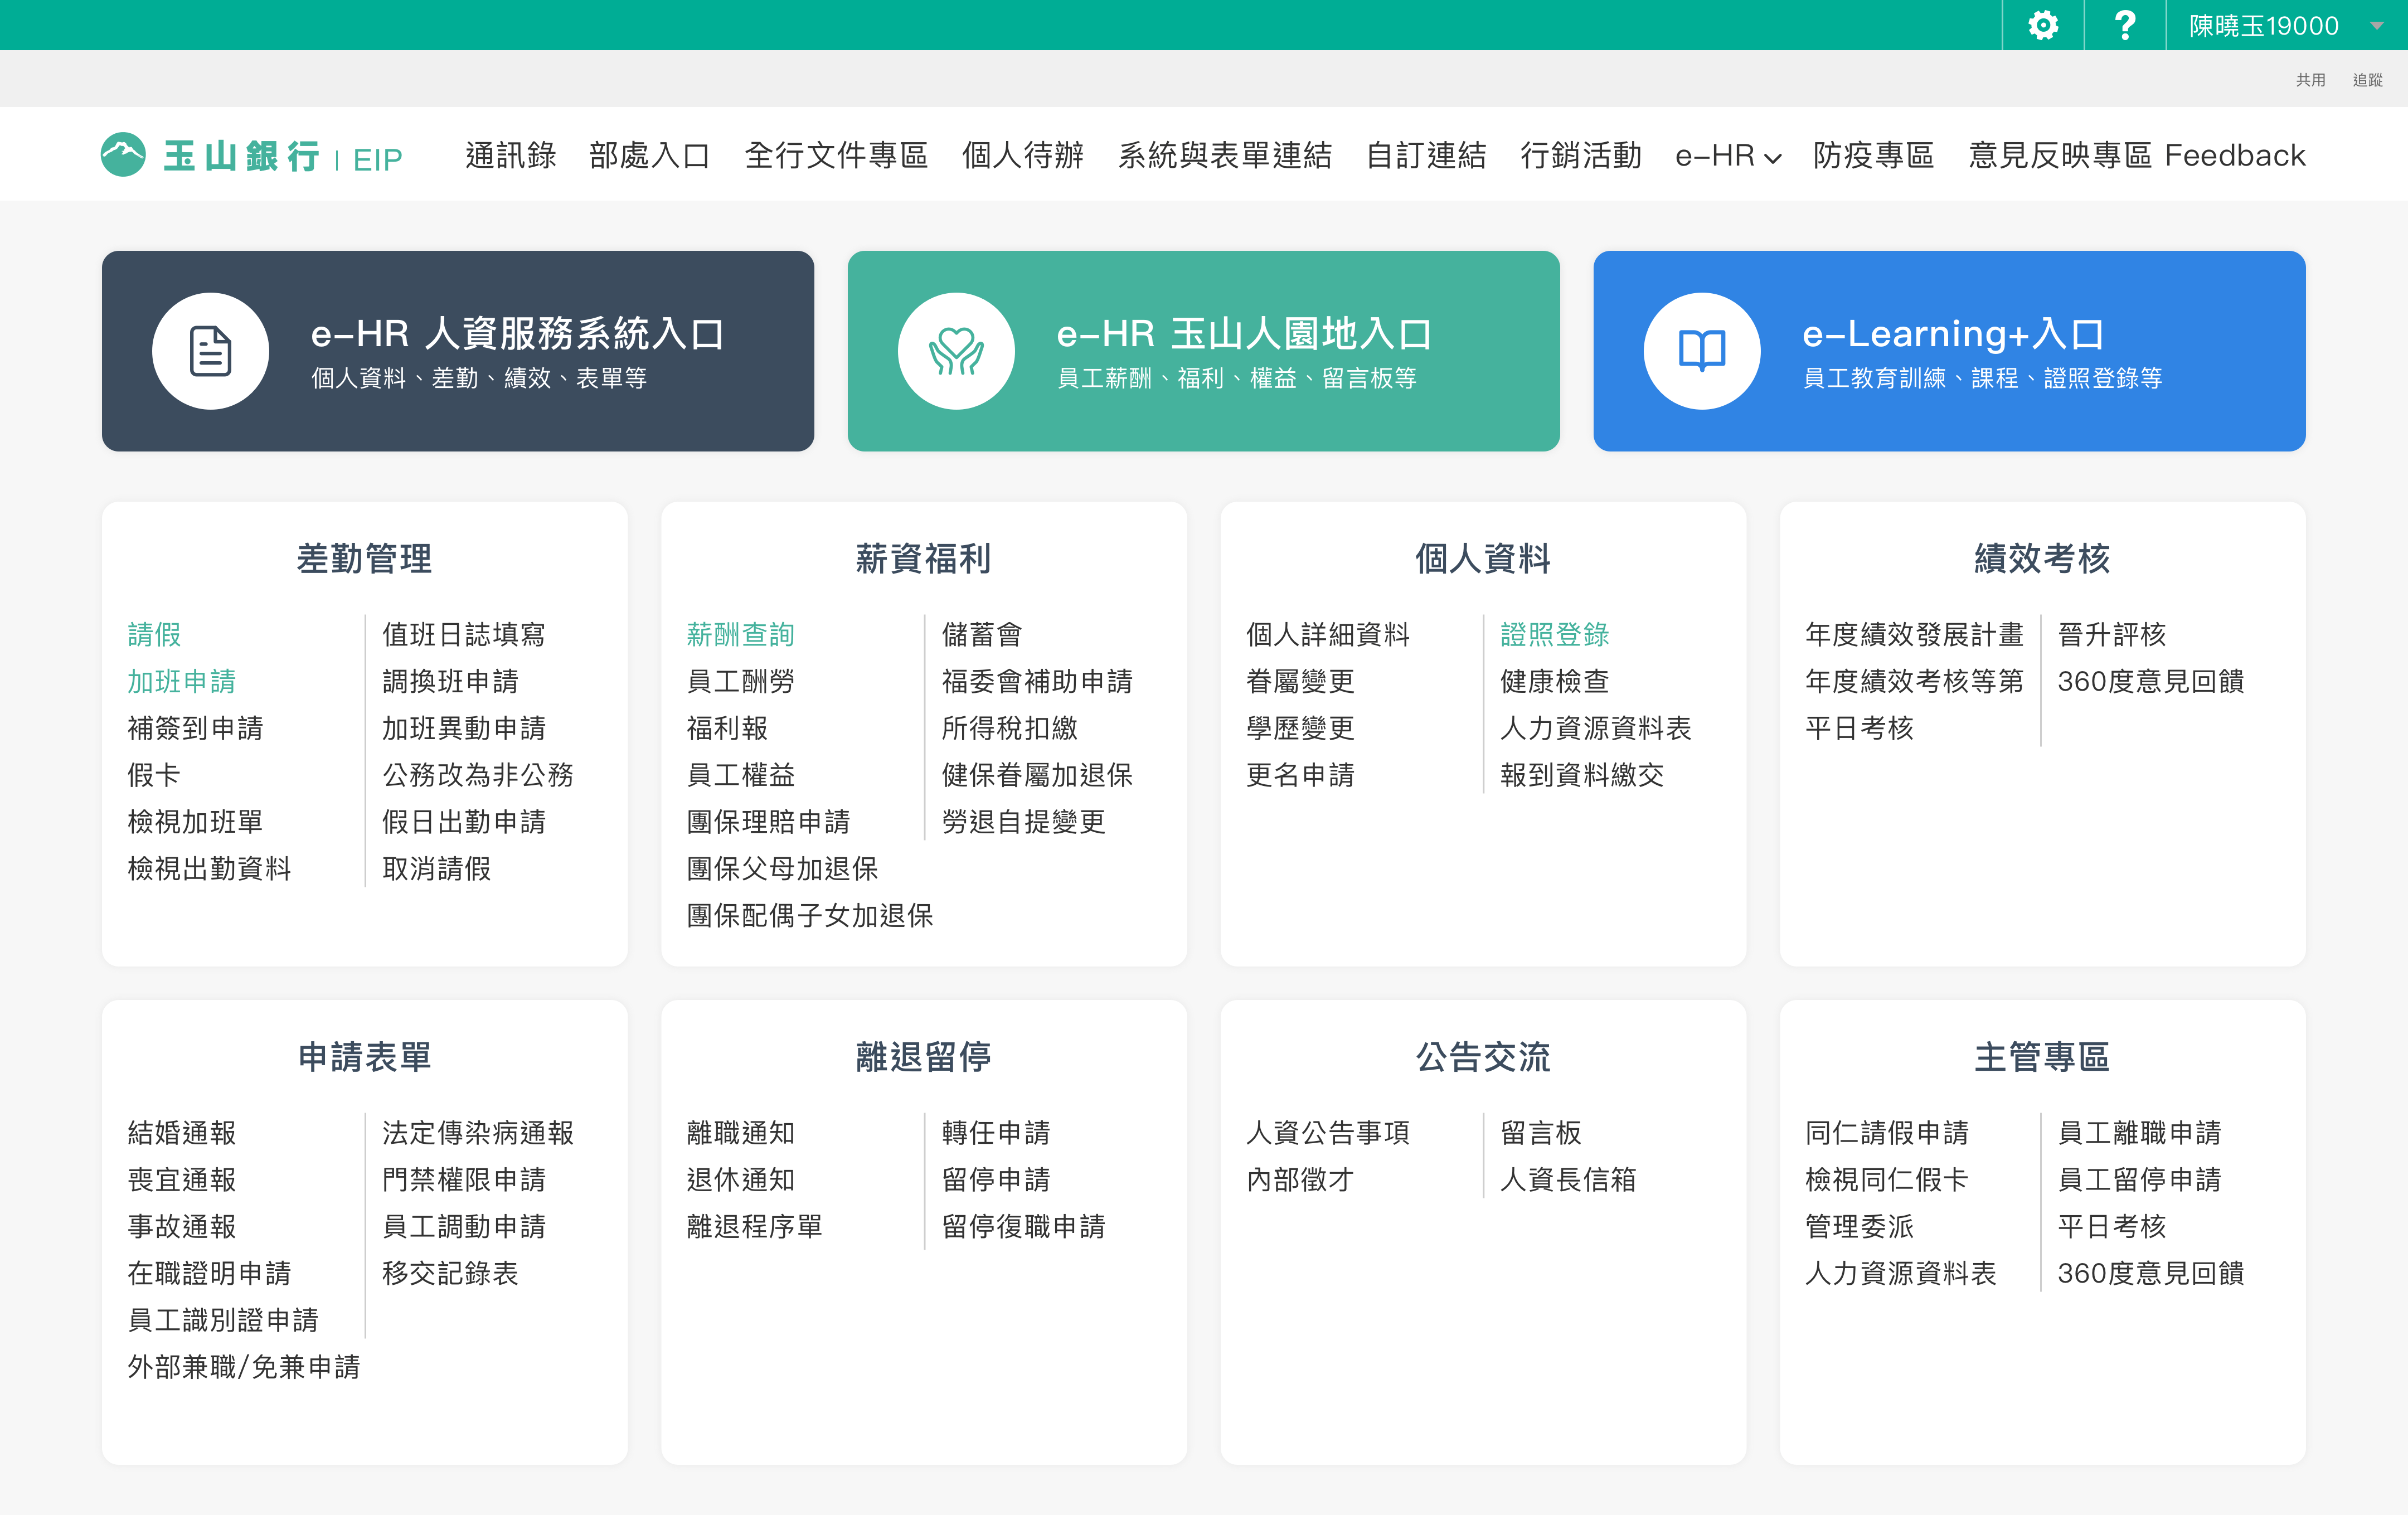 陳曉玉19000
共用 追蹤
玉山銀行 | EIP 通訊錄 部處入口 全行文件專區 個人待辦 系統與表單連結 自訂連結 行銷活動 e-HR 防疫專區 意見反映專區 Feedback
e-HR 人資服務系統入口
個人資料、差勤、績效、表單等
e-HR 玉山人園地入口
員工薪酬、福利、權益、留言板等
e-Learning+入口
員工教育訓練、課程、證照登錄等
差勤管理
請假
加班申請
補簽到申請
假卡
檢視加班單
檢視出勤資料
值班日誌填寫
調換班申請
加班異動申請
公務改為非公務
假日出勤申請
取消請假
薪資福利
薪酬查詢
員工酬勞
福利報
員工權益
團保理賠申請
團保父母加退保
團保配偶子女加退保
儲蓄會
福委會補助申請
所得稅扣繳
健保眷屬加退保
勞退自提變更
個人資料
個人詳細資料
眷屬變更
學歷變更
更名申請
證照登錄
健康檢查
人力資源資料表
報到資料繳交
績效考核
年度績效發展計畫
年度績效考核等第
平日考核
晉升評核
360度意見回饋
申請表單
結婚通報
喪宜通報
事故通報
在職證明申請
員工識別證申請
外部兼職/免兼申請
法定傳染病通報
門禁權限申請
員工調動申請
移交記錄表
離退留停
離職通知
退休通知
離退程序單
轉任申請
留停申請
留停復職申請
公告交流
人資公告事項
內部徵才
留言板
人資長信箱
主管專區
同仁請假申請
檢視同仁假卡
管理委派
人力資源資料表
員工離職申請
員工留停申請
平日考核
360度意見回饋